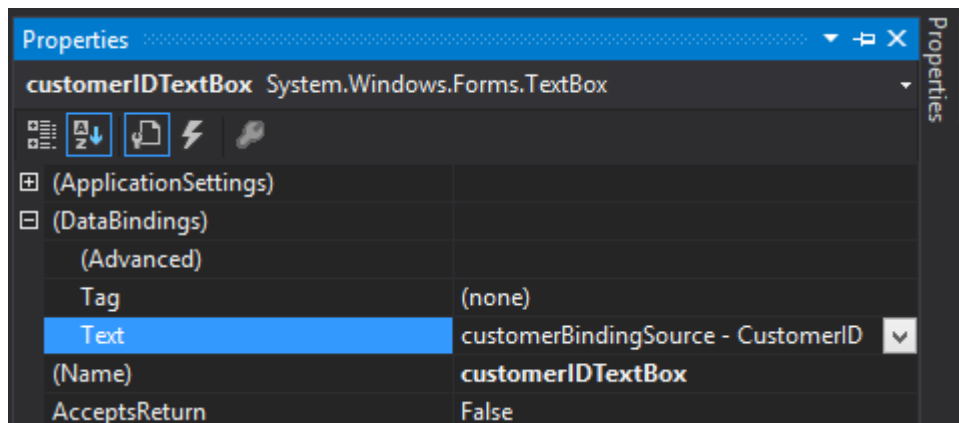 Properties
customerIDTextBox System.Windows.Forms.TextBox
(ApplicationSettings)
(DataBindings)
(Advanced)
Tag (none)
Text customerBindingSource - CustomerID
(Name) customerIDTextBox
AcceptsReturn False
Properties